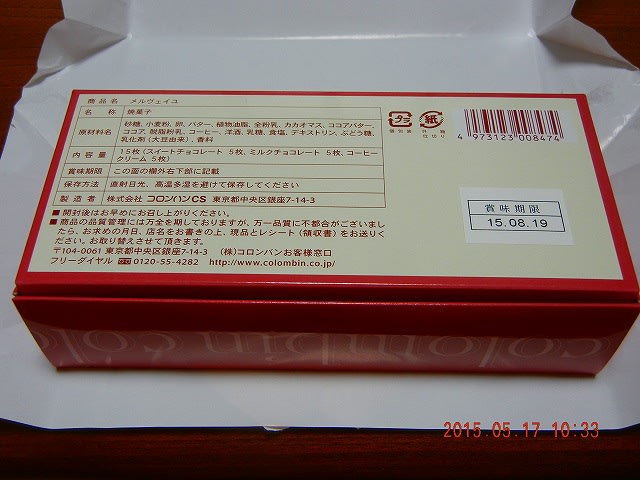 商品名 メルヴェイユ
名称 焼菓子
原材料名 砂糖、小麦粉、卵、バター、植物油脂、全粉乳、カカオマス、ココアバター、
ココア、脱脂粉乳、コーヒー、洋酒、乳糖、食塩、デキストリン、ぶどう糖、
乳化剤(大豆由来)、香料
内容量 15枚(スイートチョコレート 5枚、ミルクチョコレート 5枚、コーヒー
クリーム 5枚)
賞味期限 この面の欄外右下部に記載
保存方法 直射日光、高温多湿を避けて保存してください
製造者 株式会社 コロンバンCS 東京都中央区銀座7-14-3
■開封後はお早めにお召し上がりください。
■商品の品質管理には万全を期しておりますが、万一品質に不都合がございまし
たら、お求めの月日、店名をお書きの上、現品とレシート(領収書)をお送りく
ださい。お取り替えさせて頂きます。
〒104-0061 東京都中央区銀座7-14-3 (株)コロンバンお客様窓口
フリーダイヤル 0120-55-4282 http://www.colombin.co.jp/
プラ
個包装
紙
外箱
仕切り
4 973123 008474
賞味期限
15.08.19
colombin co
2015.05.17 10:33